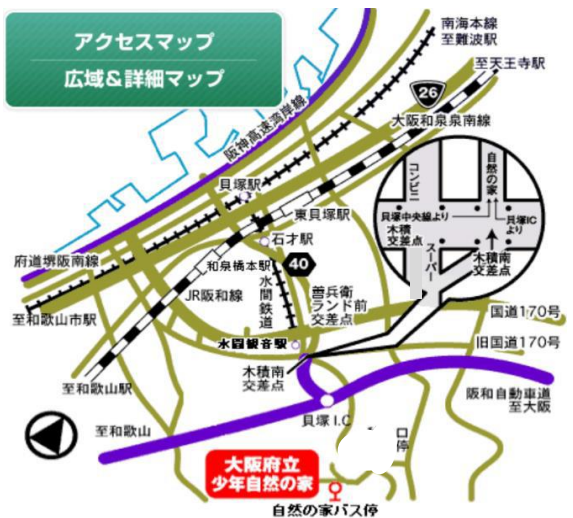 アクセスマップ
広域&詳細マップ
南海本線
至難波駅
至天王寺駅
26
阪神高速湾岸線
大阪和泉泉南線
貝塚駅
東貝塚駅
石才駅
府道堺阪南線
和泉橋本駅
40
JR阪和線
水間鉄道
善兵衛
ランド前
交差点
至和歌山市駅
水間観音駅
国道170号
旧国道170号
木積南
交差点
至和歌山駅
至和歌山
貝塚 I.C
阪和自動車道
至大阪
コンビニ
自然の家
貝塚中央線より
貝塚IC
より
木積
交差点
スーパー
木積南
交差点
口
停
大阪府立
少年自然の家
自然の家バス停